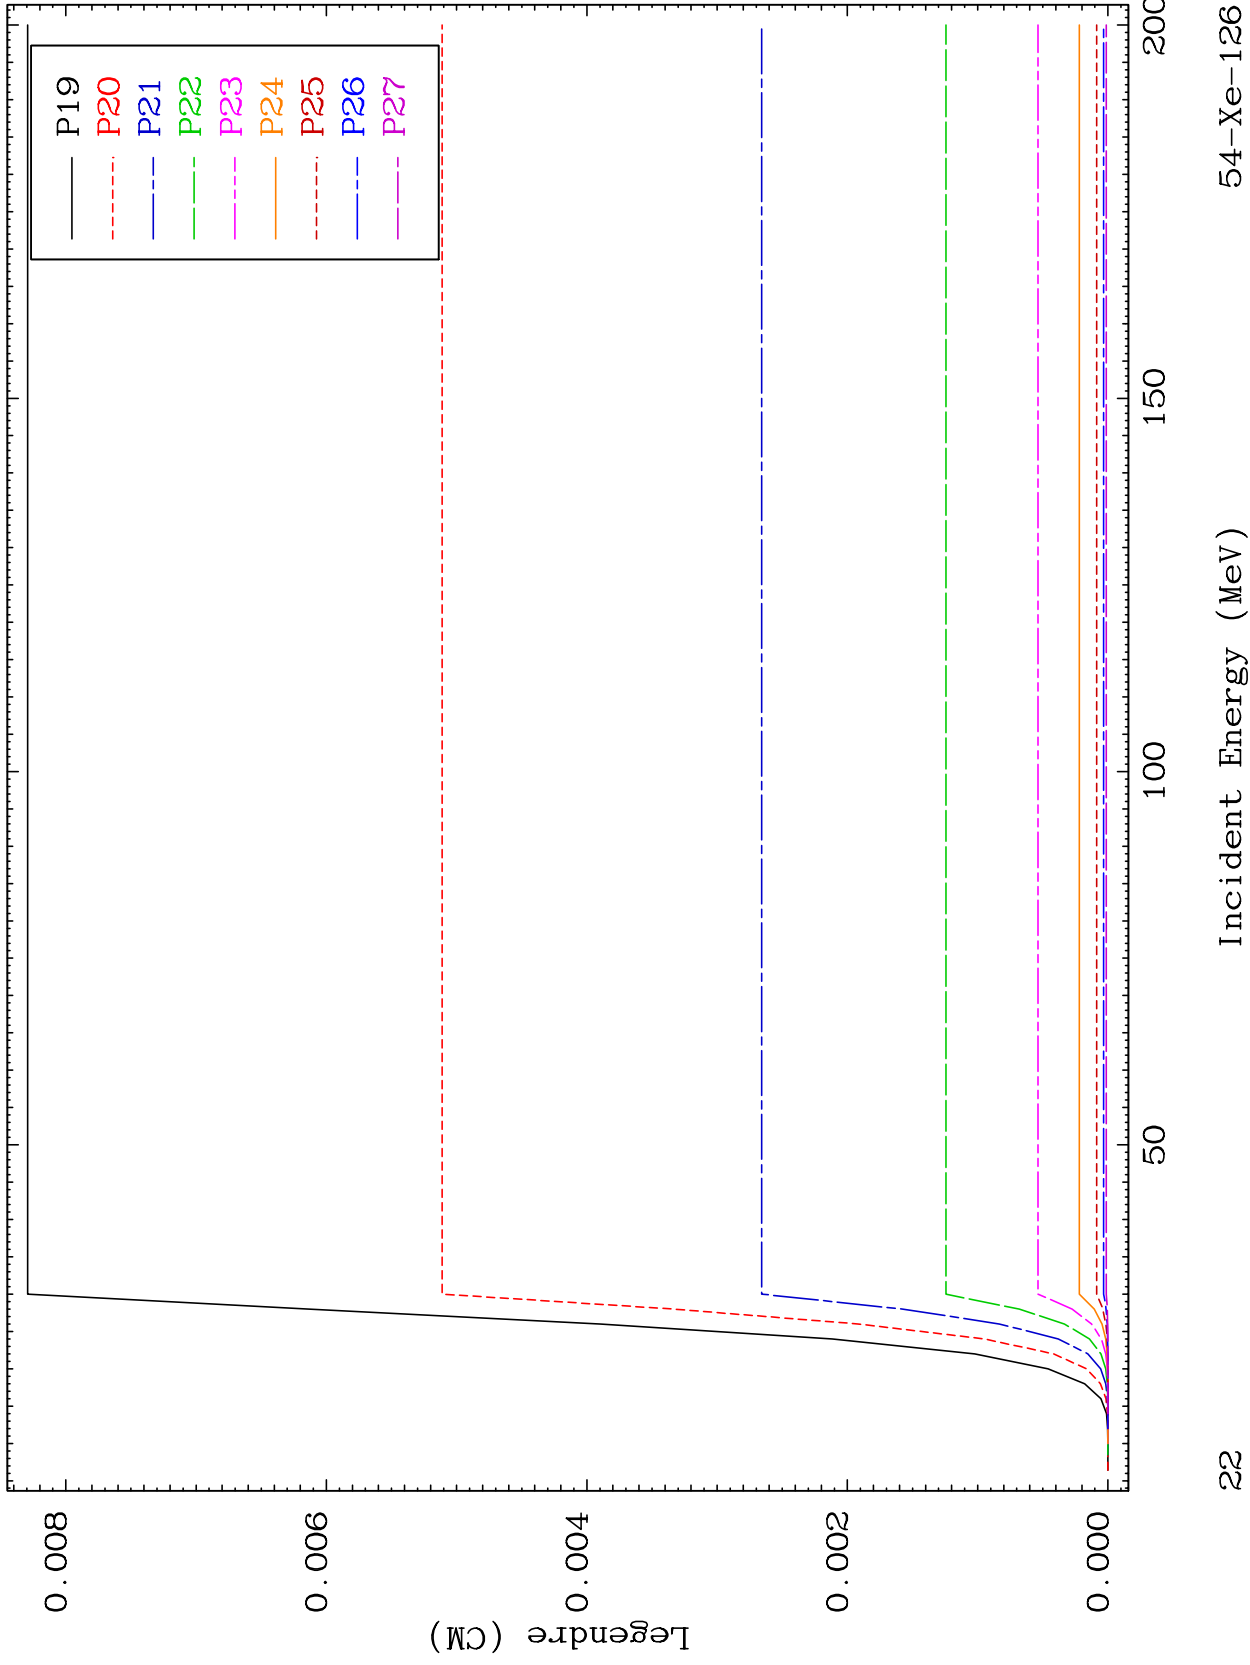 P19
P20
P21
P22
P23
P24
P25
P26
P27
0.008
0.006
0.004
0.002
0.000
Legendre (CM)
50
100
150
200
Incident Energy (MeV)
22
54-Xe-126